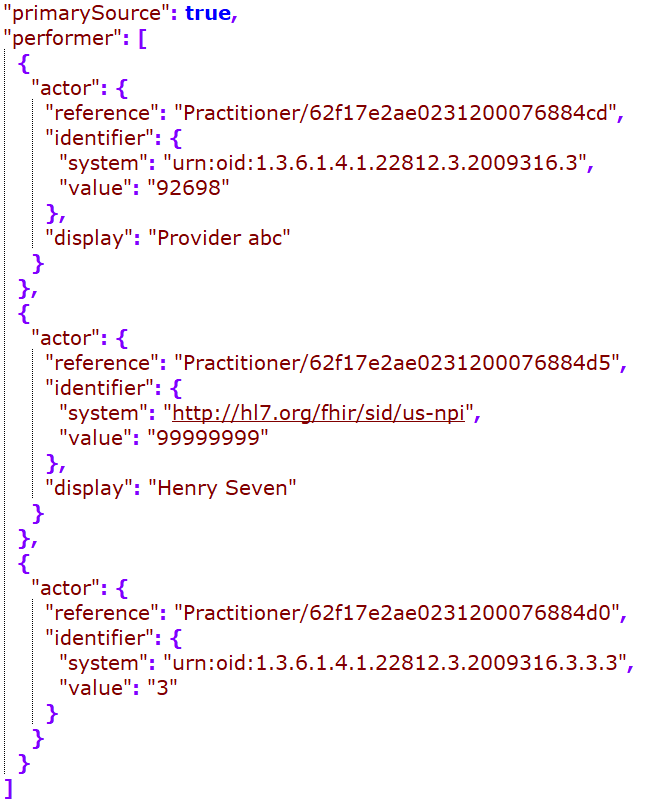 "primarySource": true,
"performer": [
{
"actor": {
"reference": "Practitioner/62f17e2ae0231200076884cd",
"identifier": {
"system": "urn:oid:1.3.6.1.4.1.22812.3.2009316.3",
"value": "92698"
},
"display": "Provider abc"
}
},
{
"actor": {
"reference": "Practitioner/62f17e2ae0231200076884d5",
"identifier": {
"system": "http://hl7.org/fhir/sid/us-npi",
"value": "99999999"
},
"display": "Henry Seven"
}
},
{
"actor": {
"reference": "Practitioner/62f17e2ae0231200076884d0",
"identifier": {
"system": "urn:oid:1.3.6.1.4.1.22812.3.2009316.3.3.3",
"value": "3"
}
}
}
]